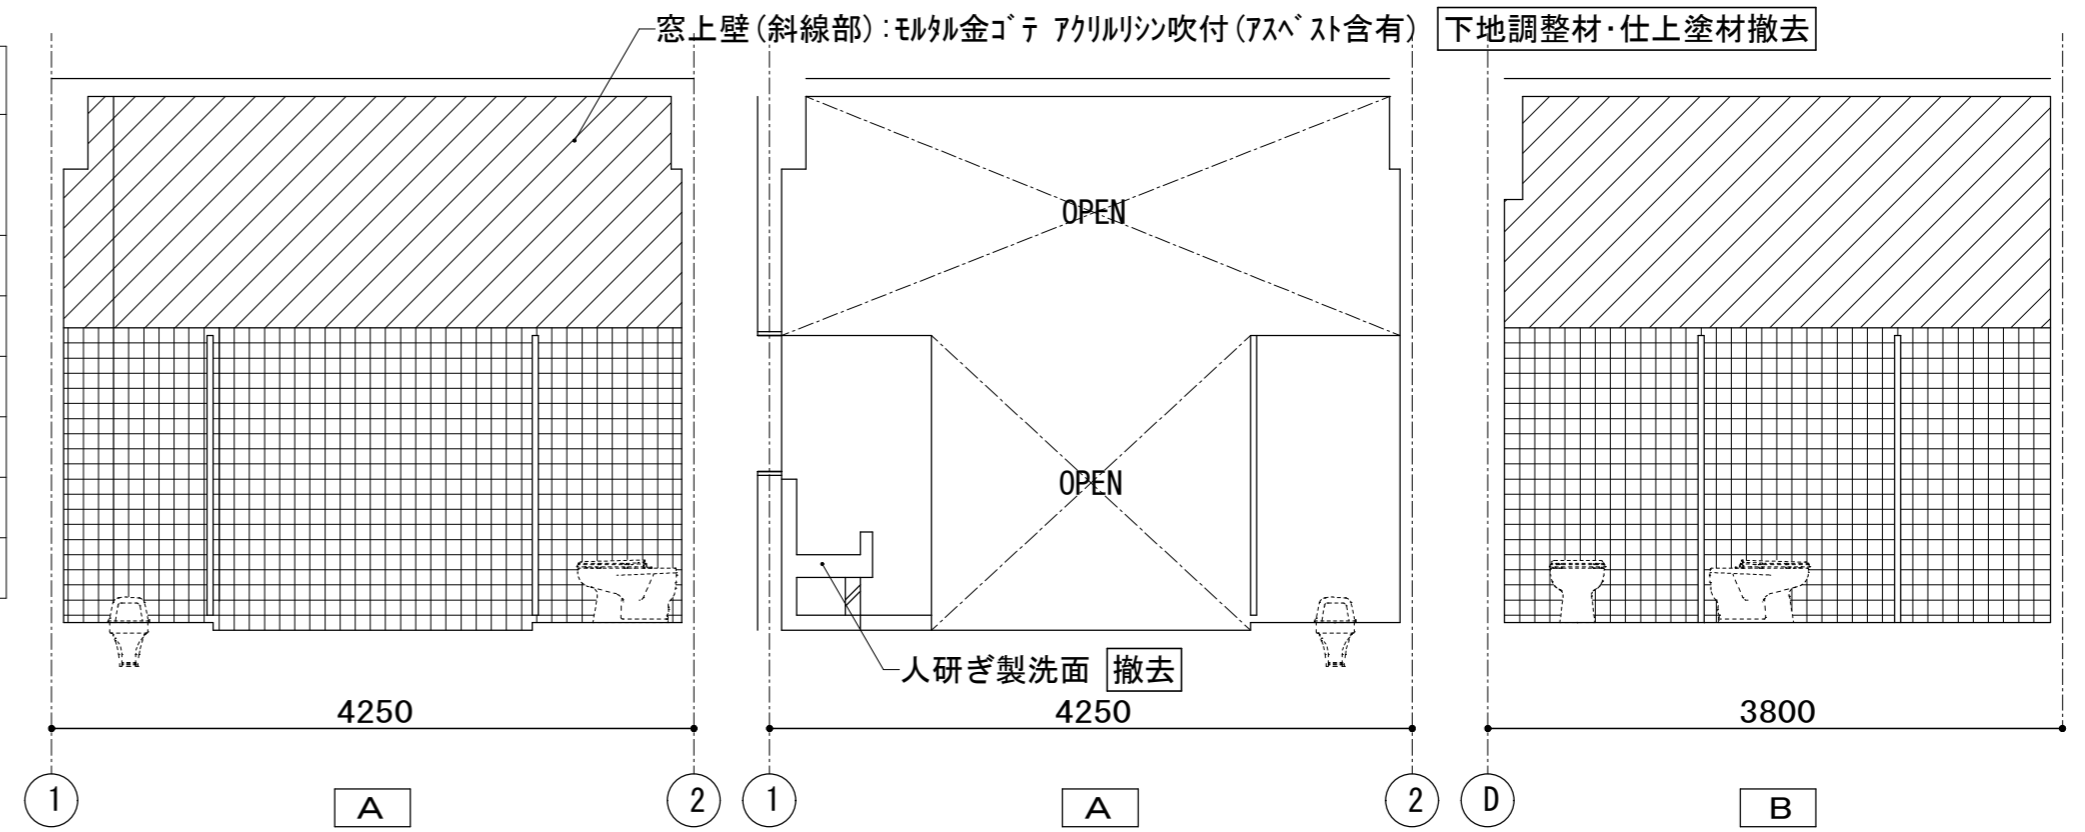 窓上壁(斜線部):ﾓﾙﾀﾙ金ｺﾞﾃ ｱｸﾘﾙﾘｼﾝ吹付(ｱｽﾍﾞｽﾄ含有) 下地調整材・仕上塗材撤去
OPEN
OPEN
人研ぎ製洗面 撤去
4250 4250 3800
1 2 1 2 D
A A B